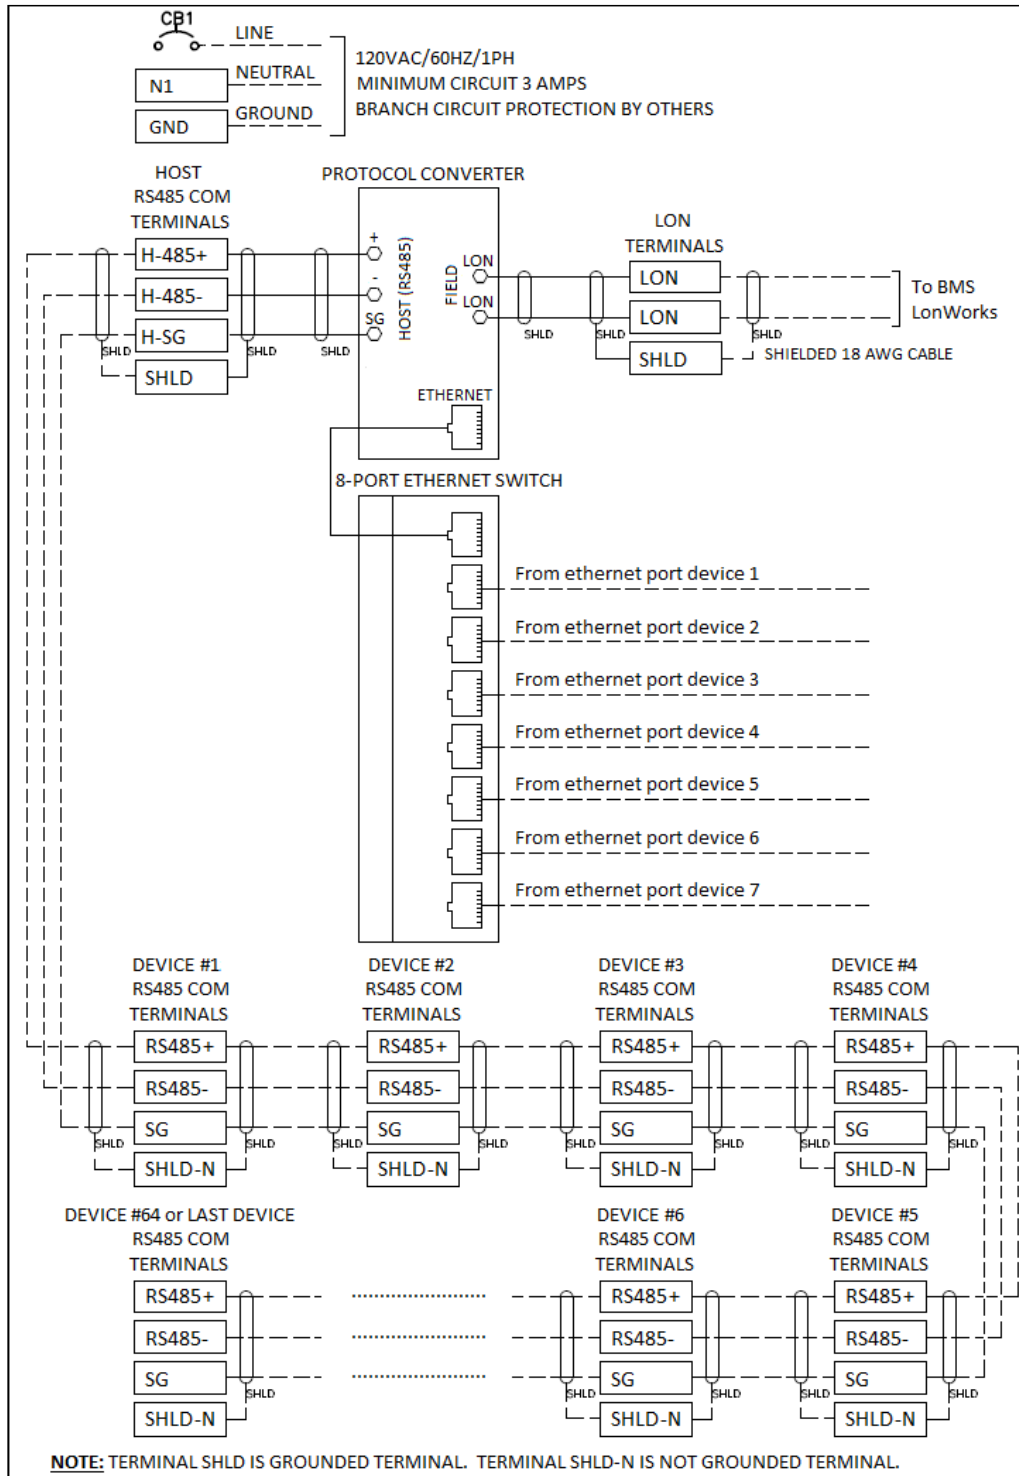 CB1
LINE
120VAC/60HZ/1PH
N1
NEUTRAL
MINIMUM CIRCUIT 3 AMPS
GND
GROUND
BRANCH CIRCUIT PROTECTION BY OTHERS
HOST
RS485 COM
TERMINALS
H-485+
H-485-
H-SG
SHLD
SHLD
SHLD
SHLD
PROTOCOL CONVERTER
+
-
SG
HOST (RS485)
FIELD
LON
LON
ETHERNET
SHLD
SHLD
LON
TERMINALS
LON
LON
SHLD
SHLD
To BMS
LonWorks
SHIELDED 18 AWG CABLE
8-PORT ETHERNET SWITCH
From ethernet port device 1
From ethernet port device 2
From ethernet port device 3
From ethernet port device 4
From ethernet port device 5
From ethernet port device 6
From ethernet port device 7
DEVICE #1
RS485 COM
TERMINALS
RS485+
RS485-
SG
SHLD-N
SHLD
SHLD
DEVICE #2
RS485 COM
TERMINALS
RS485+
RS485-
SG
SHLD-N
SHLD
SHLD
DEVICE #3
RS485 COM
TERMINALS
RS485+
RS485-
SG
SHLD-N
SHLD
SHLD
DEVICE #4
RS485 COM
TERMINALS
RS485+
RS485-
SG
SHLD-N
SHLD
SHLD
DEVICE #64 or LAST DEVICE
RS485 COM
TERMINALS
RS485+
RS485-
SG
SHLD-N
SHLD
DEVICE #6
RS485 COM
TERMINALS
RS485+
RS485-
SG
SHLD-N
SHLD
SHLD
DEVICE #5
RS485 COM
TERMINALS
RS485+
RS485-
SG
SHLD-N
SHLD
SHLD
NOTE: TERMINAL SHLD IS GROUNDED TERMINAL. TERMINAL SHLD-N IS NOT GROUNDED TERMINAL.